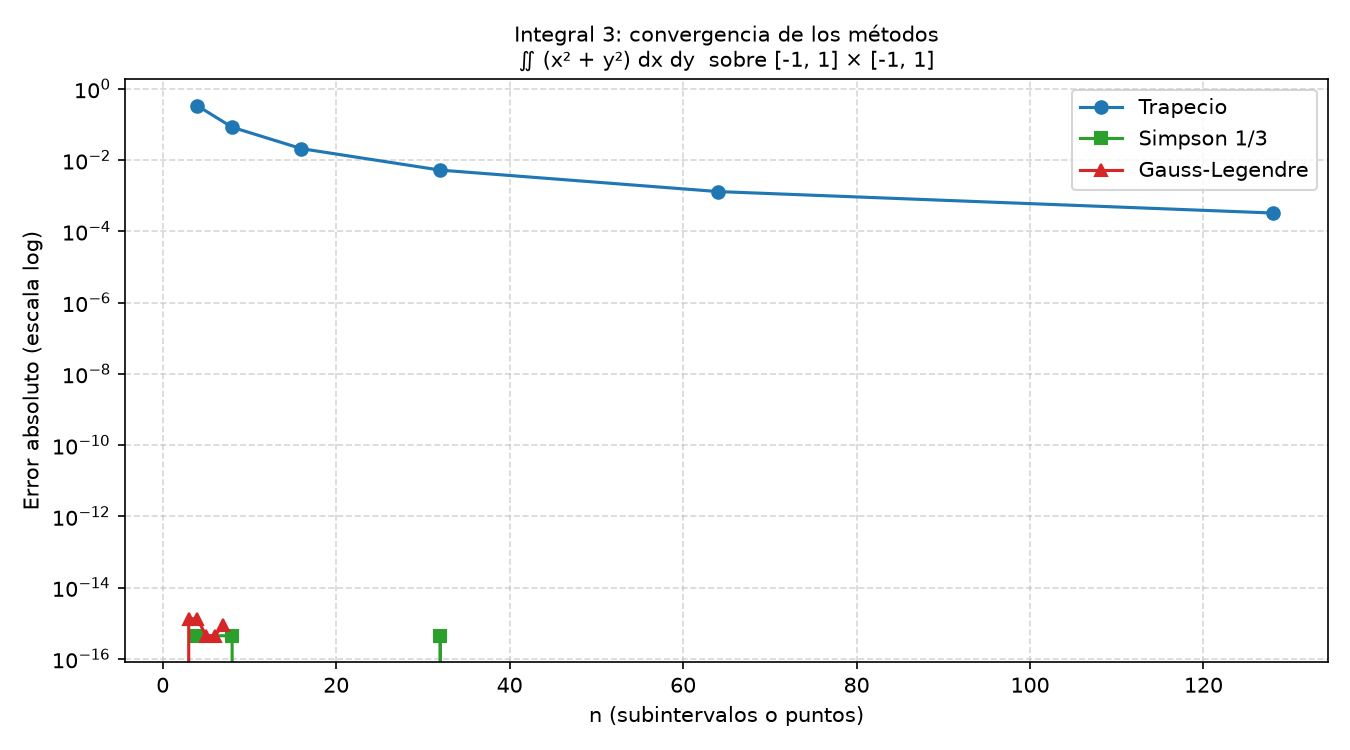 Integral 3: convergencia de los métodos
∬ (x² + y²) dx dy  sobre [-1, 1] × [-1, 1]
Trapecio
Simpson 1/3
Gauss-Legendre
Error absoluto (escala log)
10⁰
10⁻²
10⁻⁴
10⁻⁶
10⁻⁸
10⁻¹⁰
10⁻¹²
10⁻¹⁴
10⁻¹⁶
0 20 40 60 80 100 120
n (subintervalos o puntos)